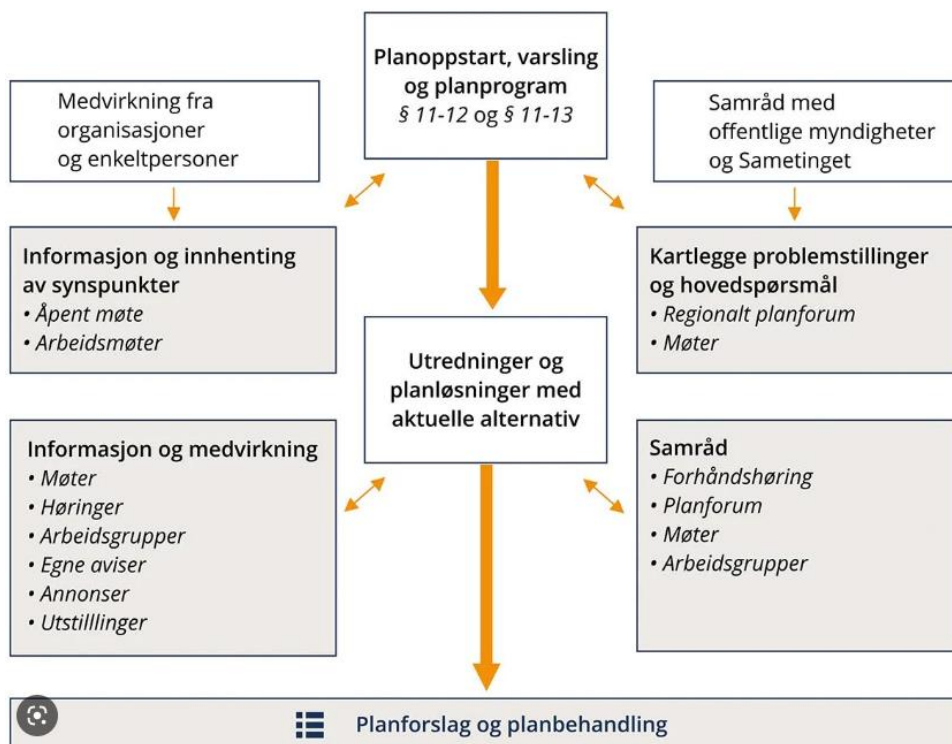 Planoppstart, varsling
og planprogram
§ 11-12 og § 11-13
Medvirkning fra
organisasjoner
og enkeltpersoner
Samråd med
offentlige myndigheter
og Sametinget
Informasjon og innhenting
av synspunkter
• Åpent møte
• Arbeidsmøter
Kartlegge problemstillinger
og hovedspørsmål
• Regionalt planforum
• Møter
Utredninger og
planløsninger med
aktuelle alternativ
Informasjon og medvirkning
• Møter
• Høringer
• Arbeidsgrupper
• Egne aviser
• Annonser
• Utstilllinger
Samråd
• Forhåndshøring
• Planforum
• Møter
• Arbeidsgrupper
Planforslag og planbehandling